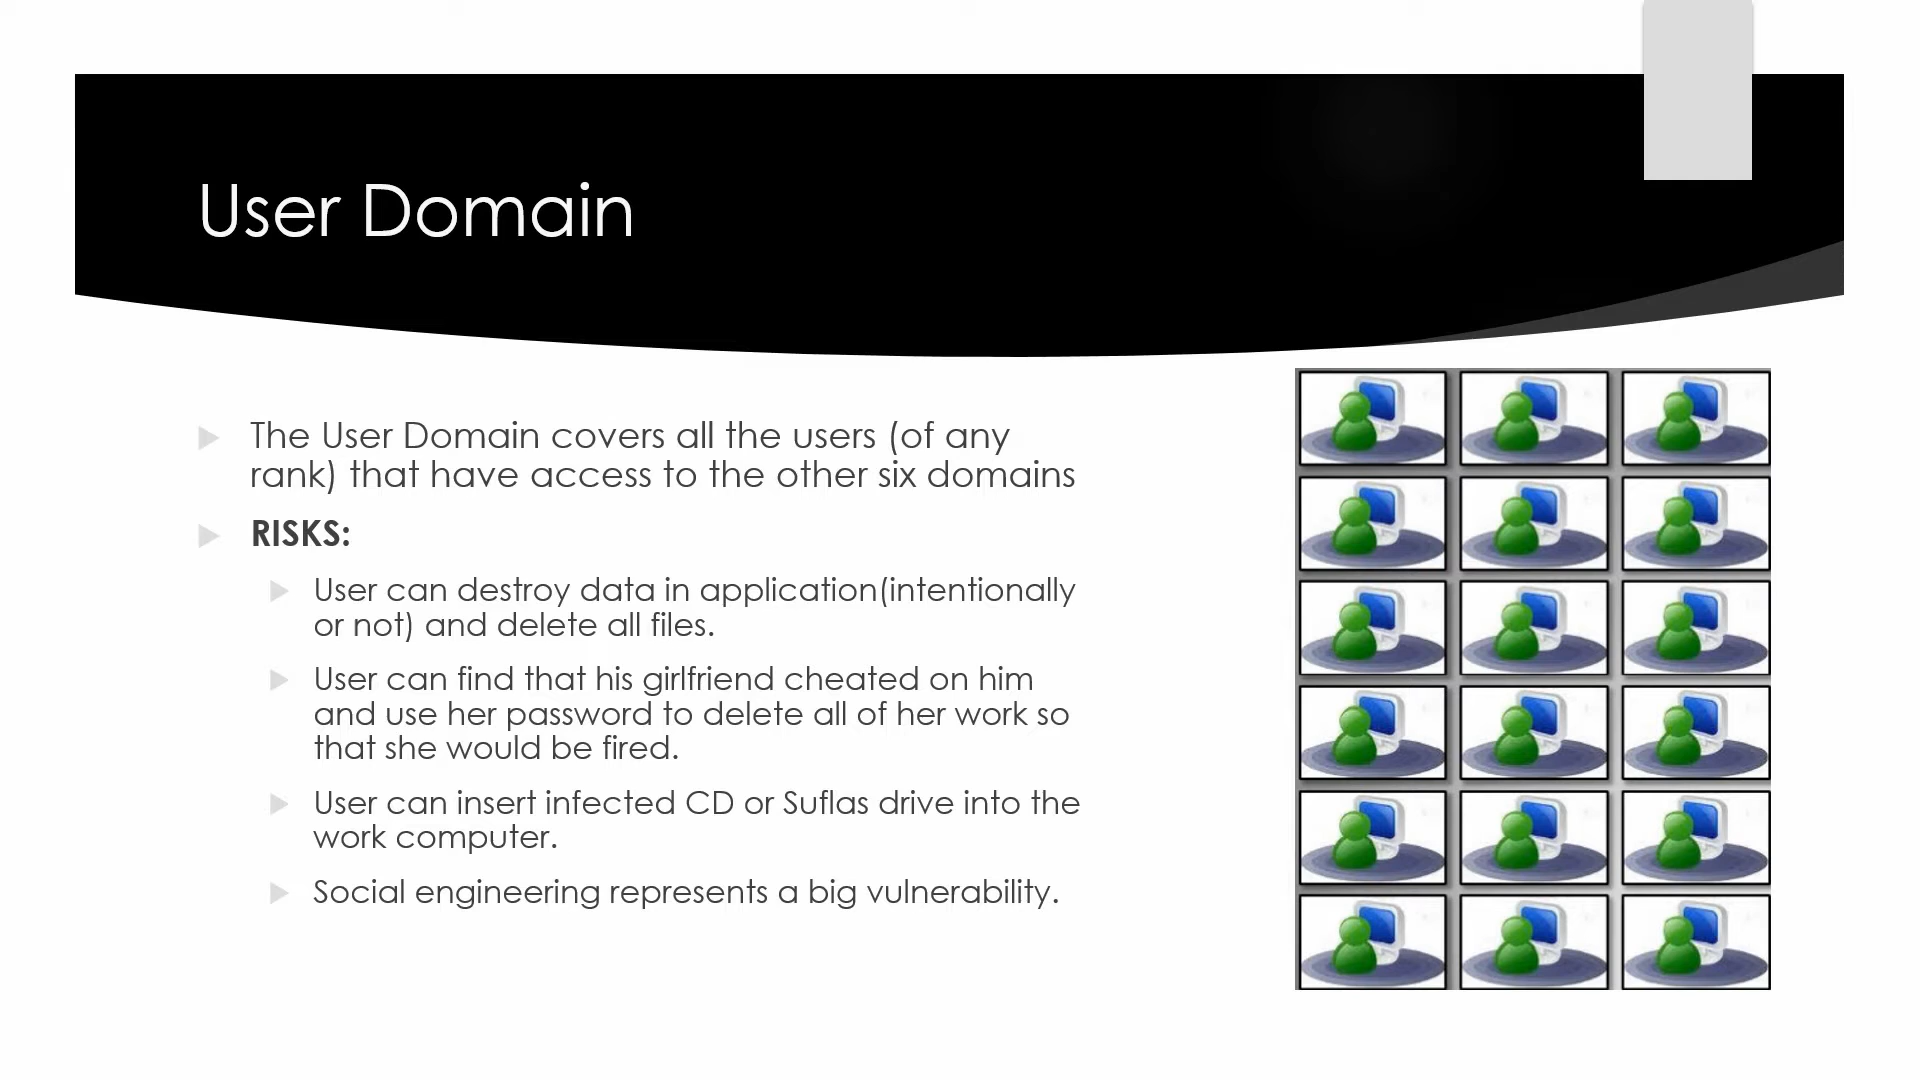 User Domain
The User Domain covers all the users (of any
rank) that have access to the other six domains
RISKS:
User can destroy data in application(intentionally
or not) and delete all files.
User can find that his girlfriend cheated on him
and use her password to delete all of her work so
that she would be fired.
User can insert infected CD or Suflas drive into the
work computer.
Social engineering represents a big vulnerability.